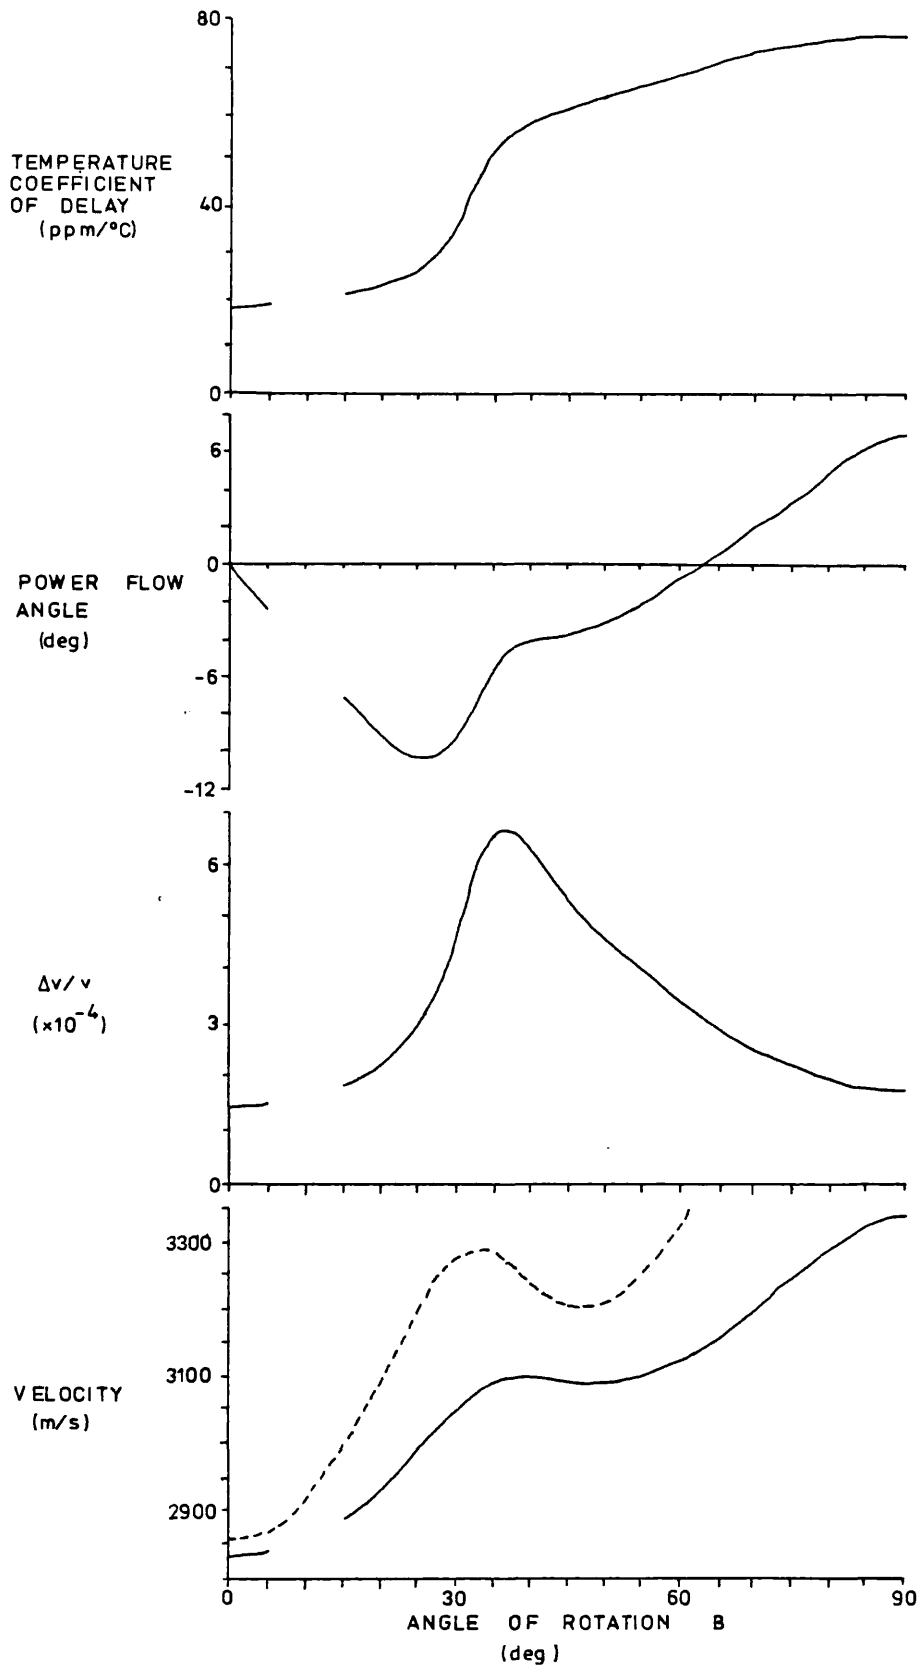 80
TEMPERATURE
COEFFICIENT
OF DELAY
(ppm/°C)
40
0
6
0
POWER FLOW
ANGLE
(deg)
-6
-12
6
Δv/v
(×10⁻⁴)
3
0
3300
3100
VELOCITY
(m/s)
2900
0 30 60 90
ANGLE OF ROTATION B
(deg)